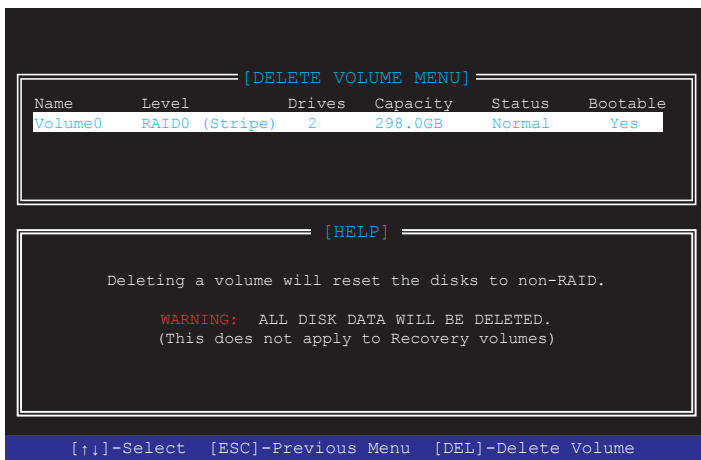 [DELETE VOLUME MENU]
Name Level Drives Capacity Status Bootable
Volume0 RAID0 (Stripe) 2 298.0GB Normal Yes
[HELP]
Deleting a volume will reset the disks to non-RAID.
WARNING: ALL DISK DATA WILL BE DELETED.
(This does not apply to Recovery volumes)
[↑↓]-Select [ESC]-Previous Menu [DEL]-Delete Volume